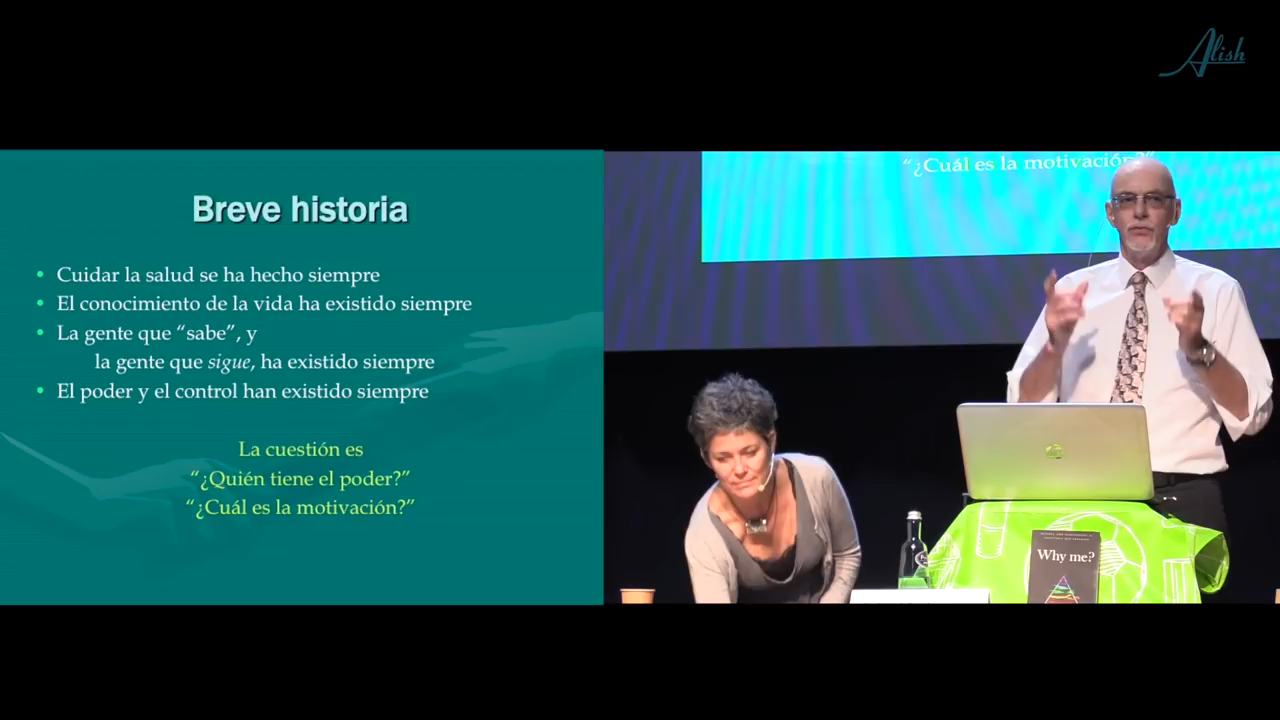 Alish
Breve historia
• Cuidar la salud se ha hecho siempre
• El conocimiento de la vida ha existido siempre
• La gente que “sabe”, y
la gente que sigue, ha existido siempre
• El poder y el control han existido siempre
La cuestión es
“¿Quién tiene el poder?”
“¿Cuál es la motivación?”
“¿Cuál es la motivación?”
hp
Why me?